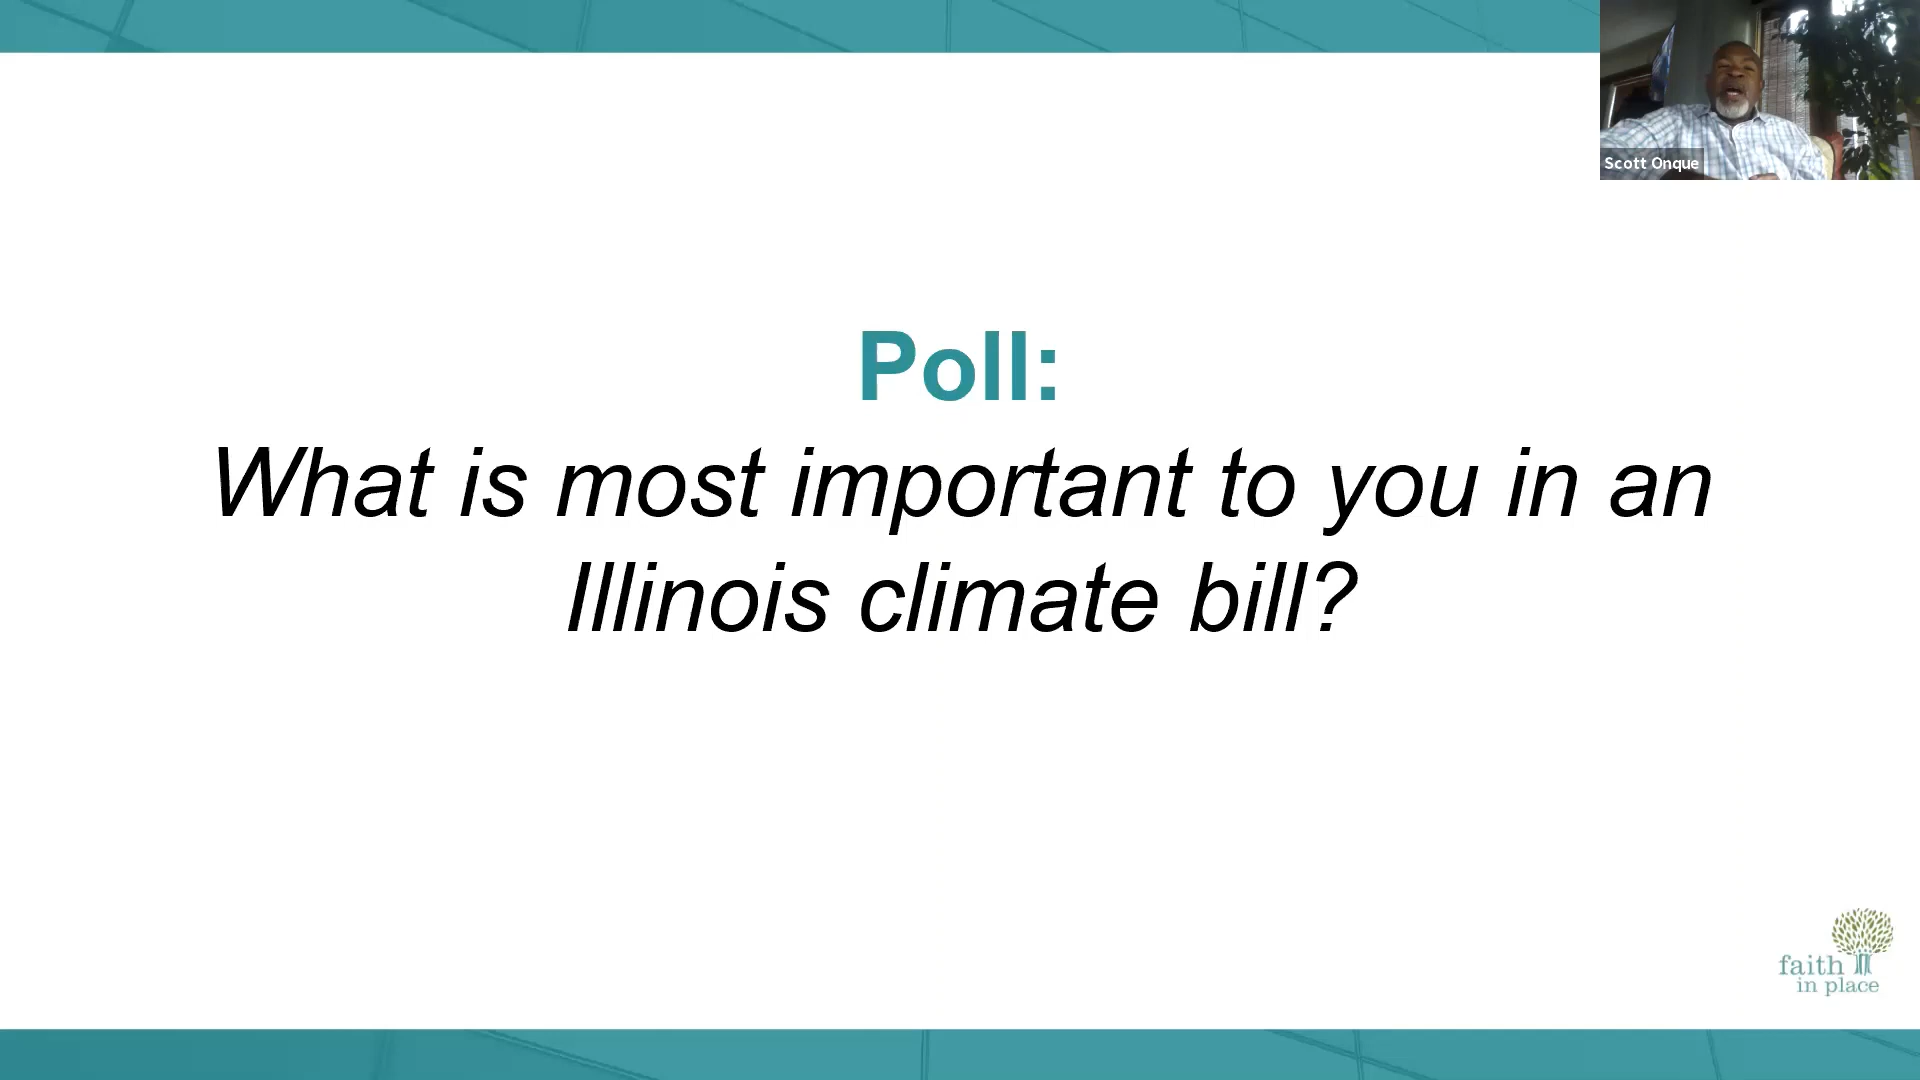 Scott Onque
Poll:
What is most important to you in an
Illinois climate bill?
faith
in place